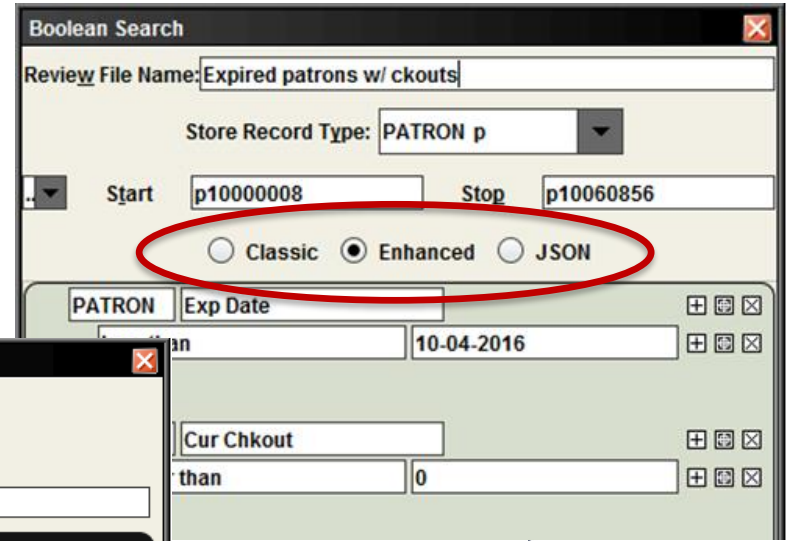 Boolean Search
Review File Name: Expired patrons w/ ckouts
Store Record Type: PATRON p
.. Start p10000008 Stop p10060856
Classic Enhanced JSON
PATRON Exp Date
than 10-04-2016
Cur Chkout
than 0